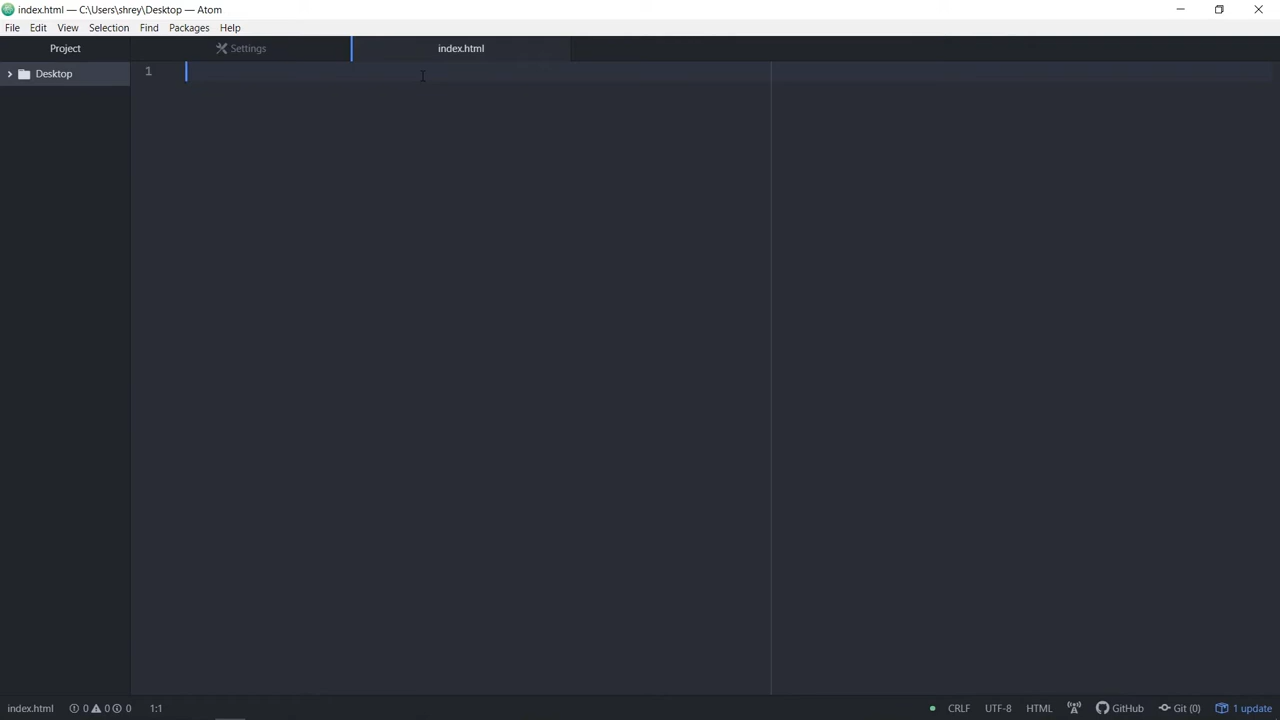 index.html — C:\Users\shrey\Desktop — Atom
File Edit View Selection Find Packages Help
Project Settings index.html
Desktop 1
index.html 0 0 0 1:1 CRLF UTF-8 HTML GitHub Git (0) 1 update